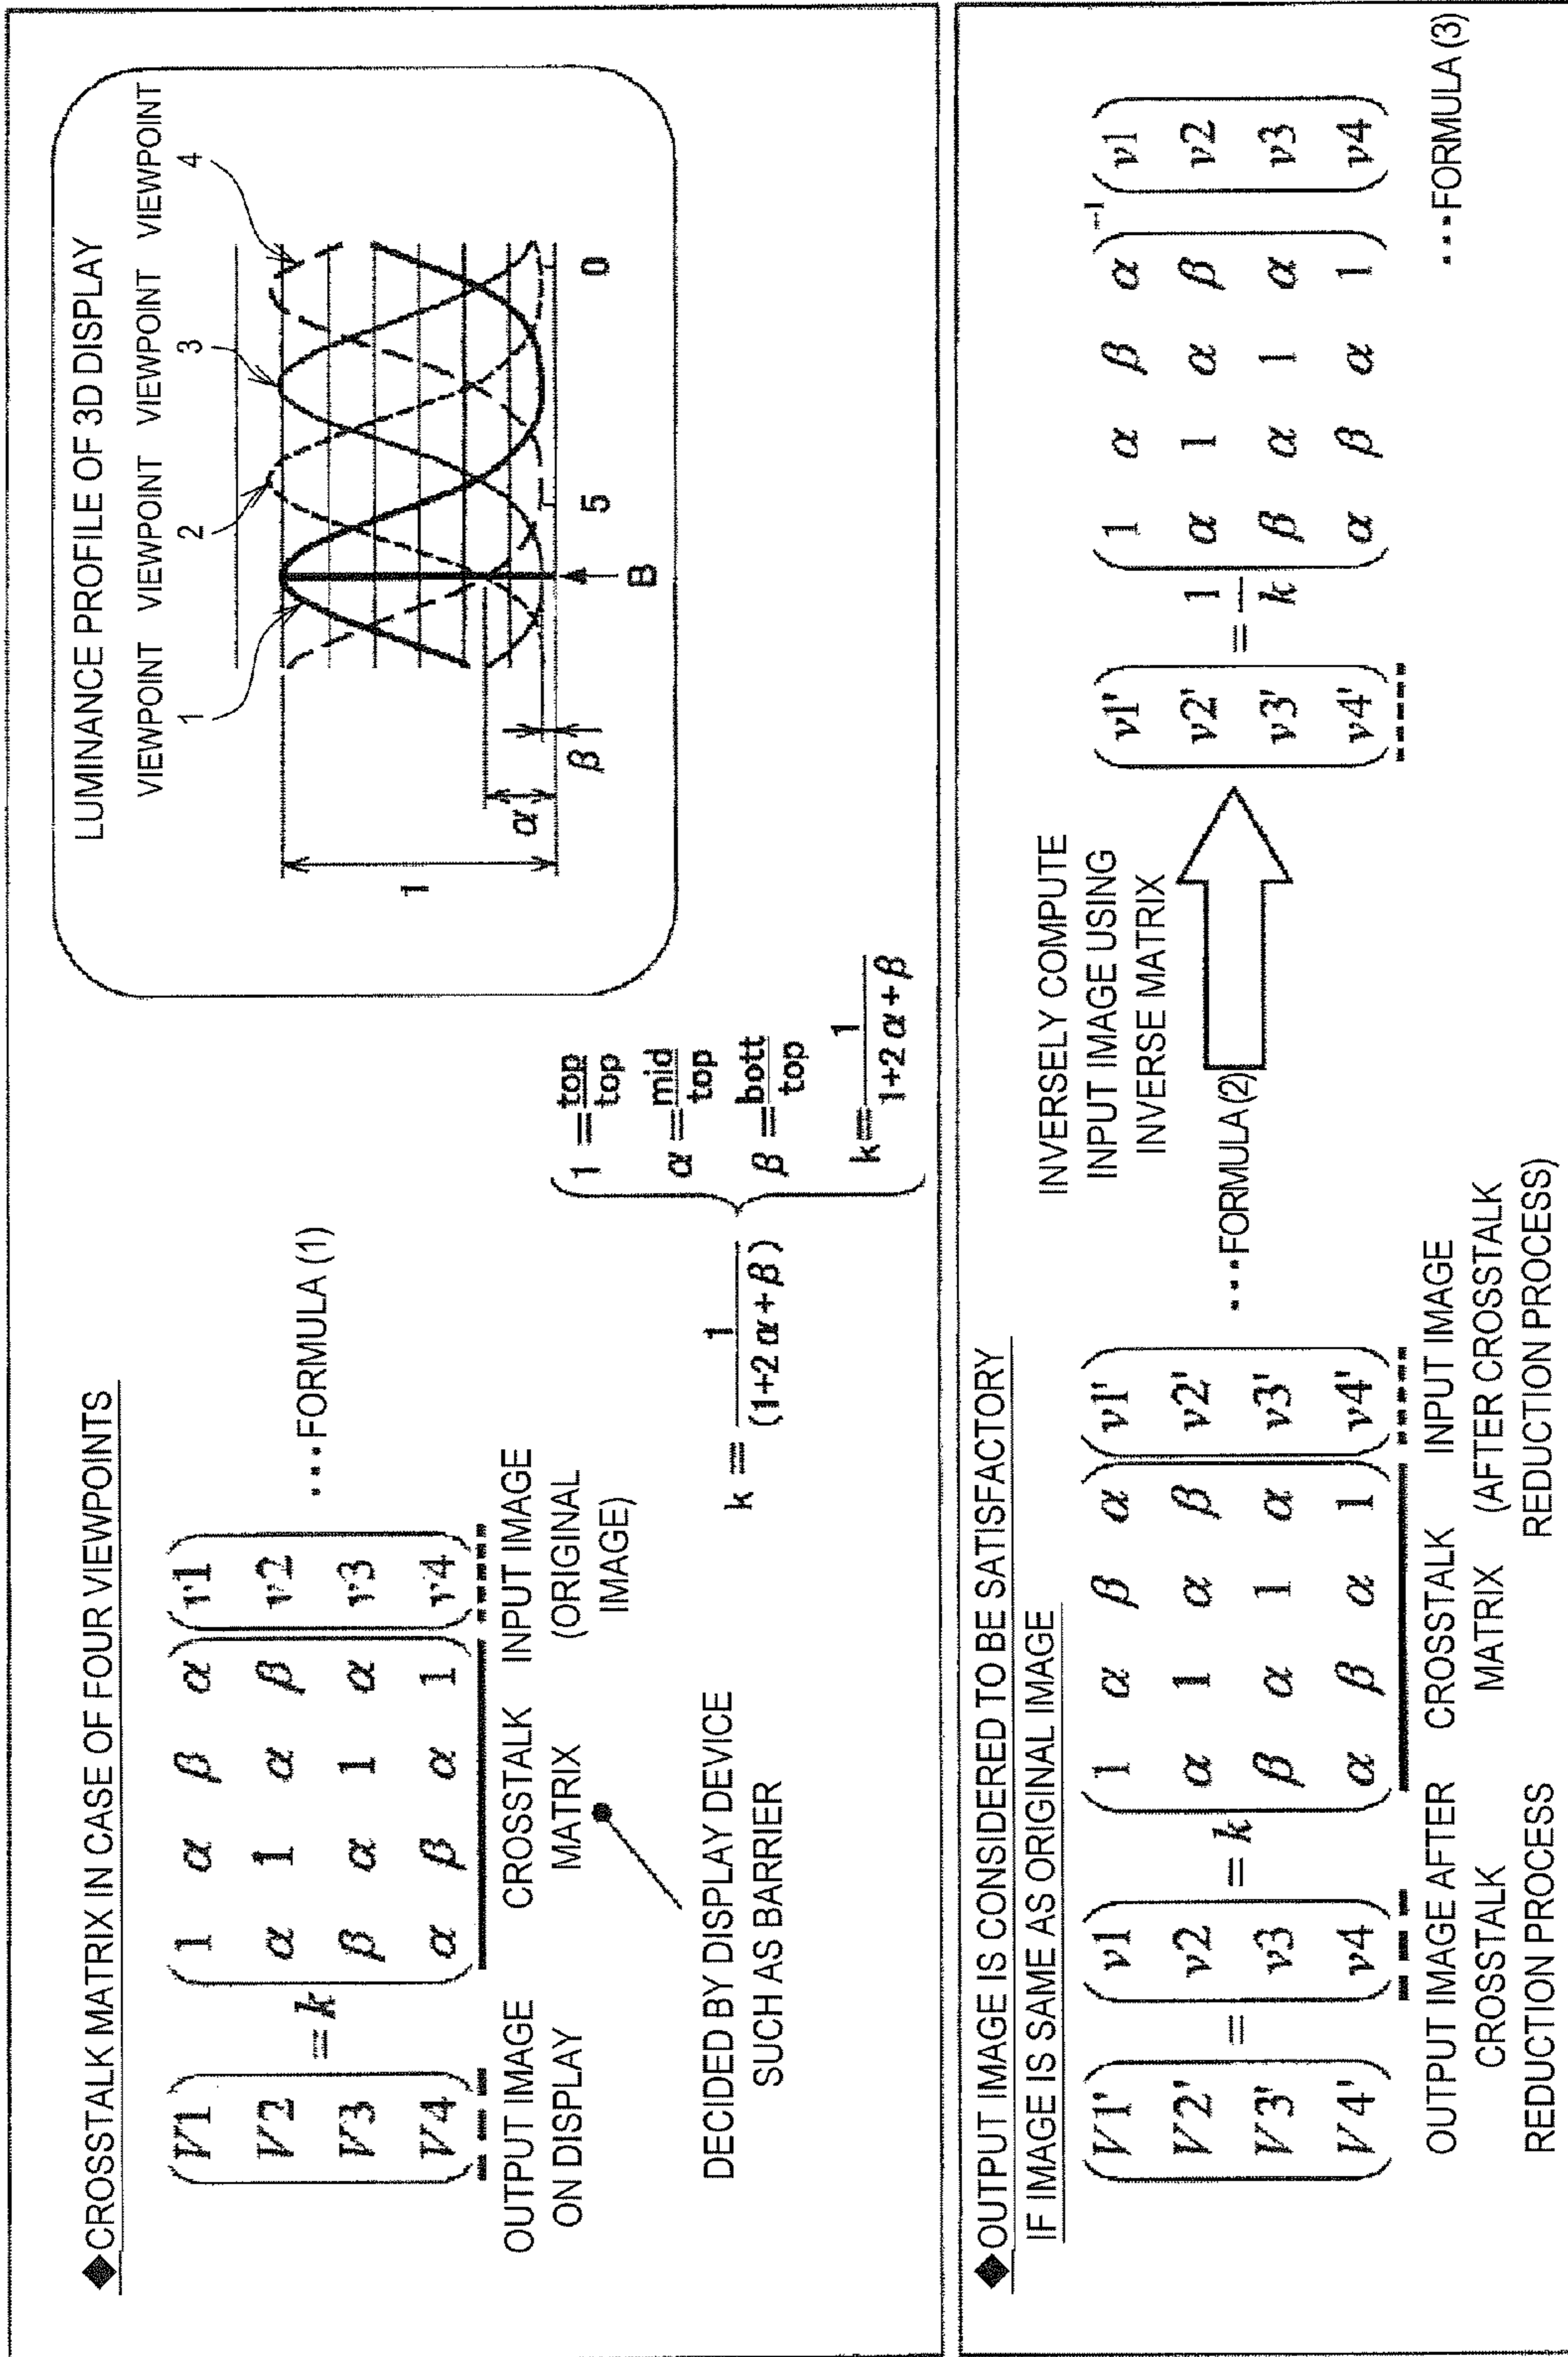 ◆CROSSTALK MATRIX IN CASE OF FOUR VIEWPOINTS
V1 = k 1 α β α v1
V2 α 1 α β v2
V3 β α 1 α v3
V4 α β α 1 v4
···FORMULA (1)
OUTPUT IMAGE
ON DISPLAY
CROSSTALK
MATRIX
INPUT IMAGE
(ORIGINAL
IMAGE)
DECIDED BY DISPLAY DEVICE
SUCH AS BARRIER
k = 1/(1+2α+β)
1 = top/top
α = mid/top
β = bott/top
k = 1/1+2α+β
LUMINANCE PROFILE OF 3D DISPLAY
VIEWPOINT VIEWPOINT VIEWPOINT VIEWPOINT
1 2 3 4
1
α
β
5 0
B
◆OUTPUT IMAGE IS CONSIDERED TO BE SATISFACTORY
IF IMAGE IS SAME AS ORIGINAL IMAGE
V1' = v1 = k 1 α β α v1'
V2' v2 α 1 α β v2'
V3' v3 β α 1 α v3'
V4' v4 α β α 1 v4'
···FORMULA (2)
OUTPUT IMAGE AFTER
CROSSTALK
REDUCTION PROCESS
CROSSTALK
MATRIX
INPUT IMAGE
(AFTER CROSSTALK
REDUCTION PROCESS)
INVERSELY COMPUTE
INPUT IMAGE USING
INVERSE MATRIX
v1' = 1/k 1 α β α -1 v1
v2' α 1 α β v2
v3' β α 1 α v3
v4' α β α 1 v4
···FORMULA (3)